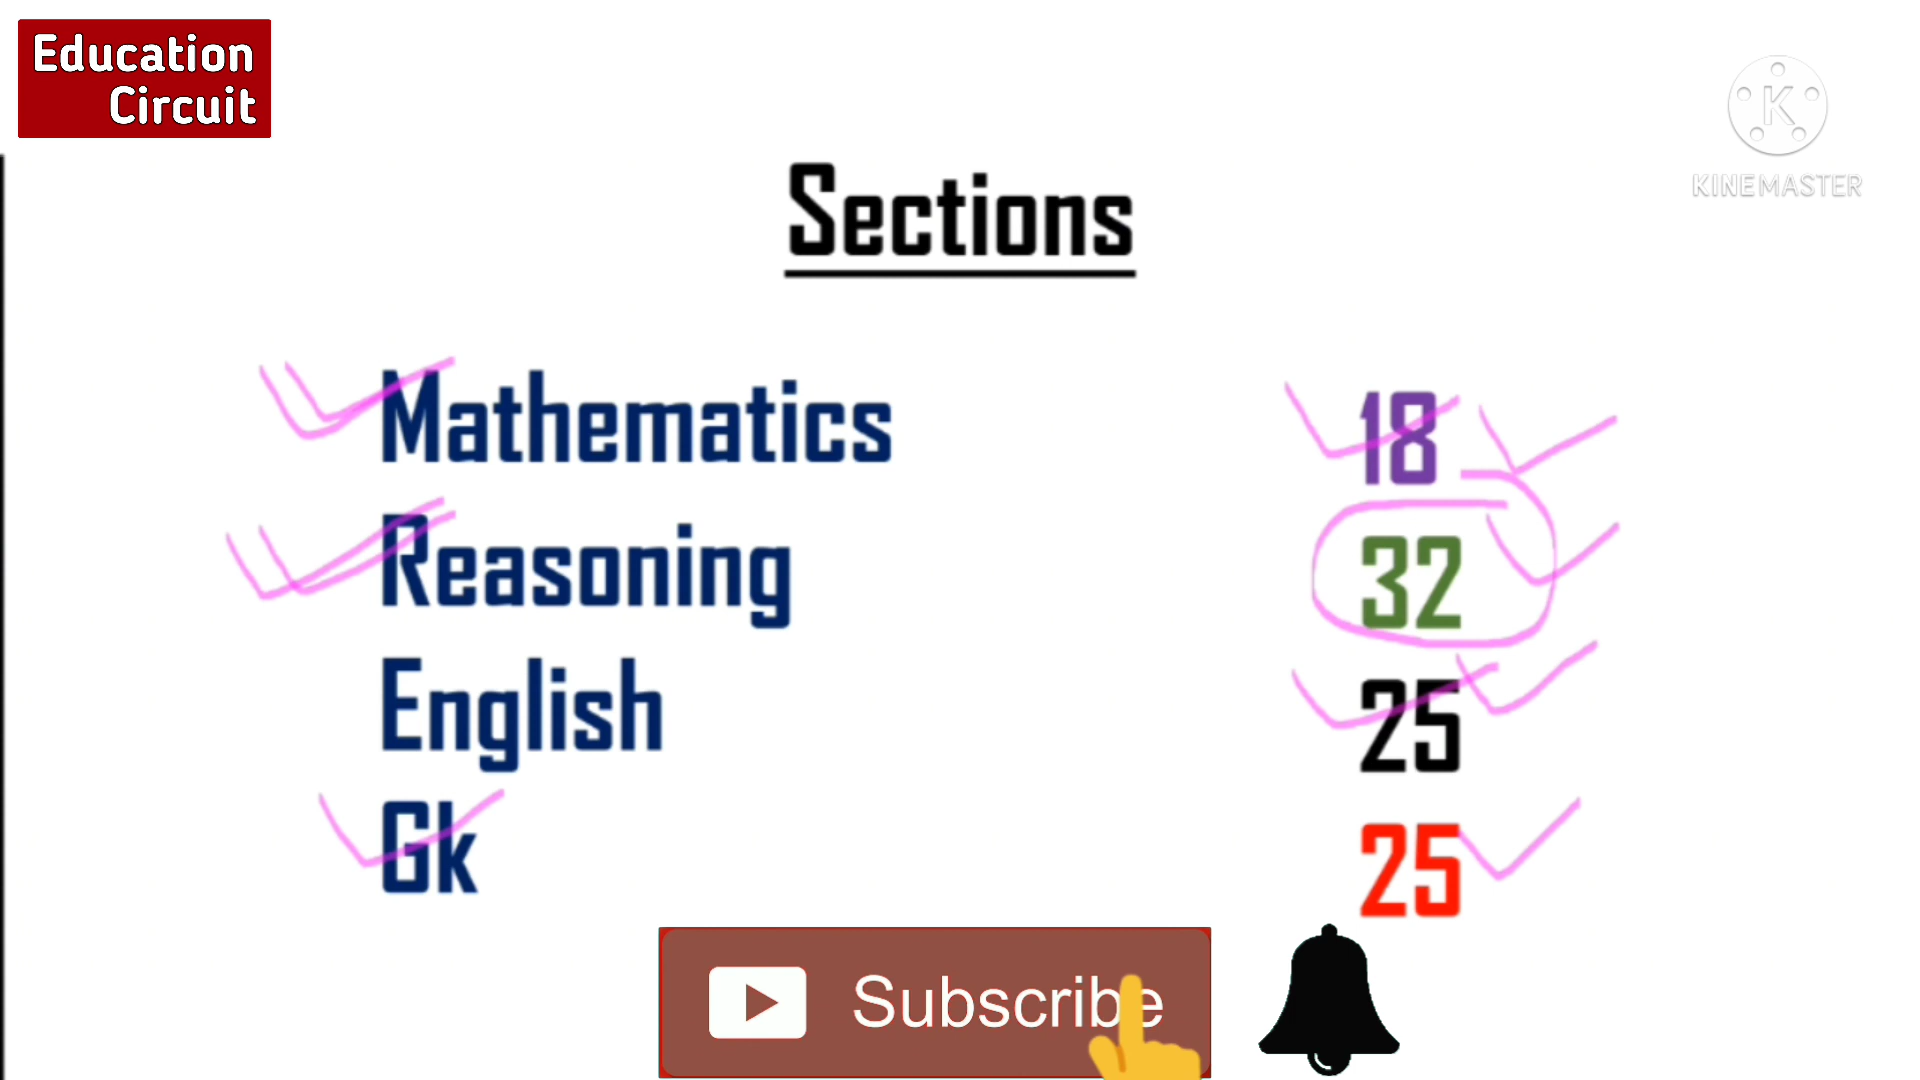 Education
Circuit
K
KINEMASTER
Sections
Mathematics 18
Reasoning 32
English 25
Gk 25
Subscribe